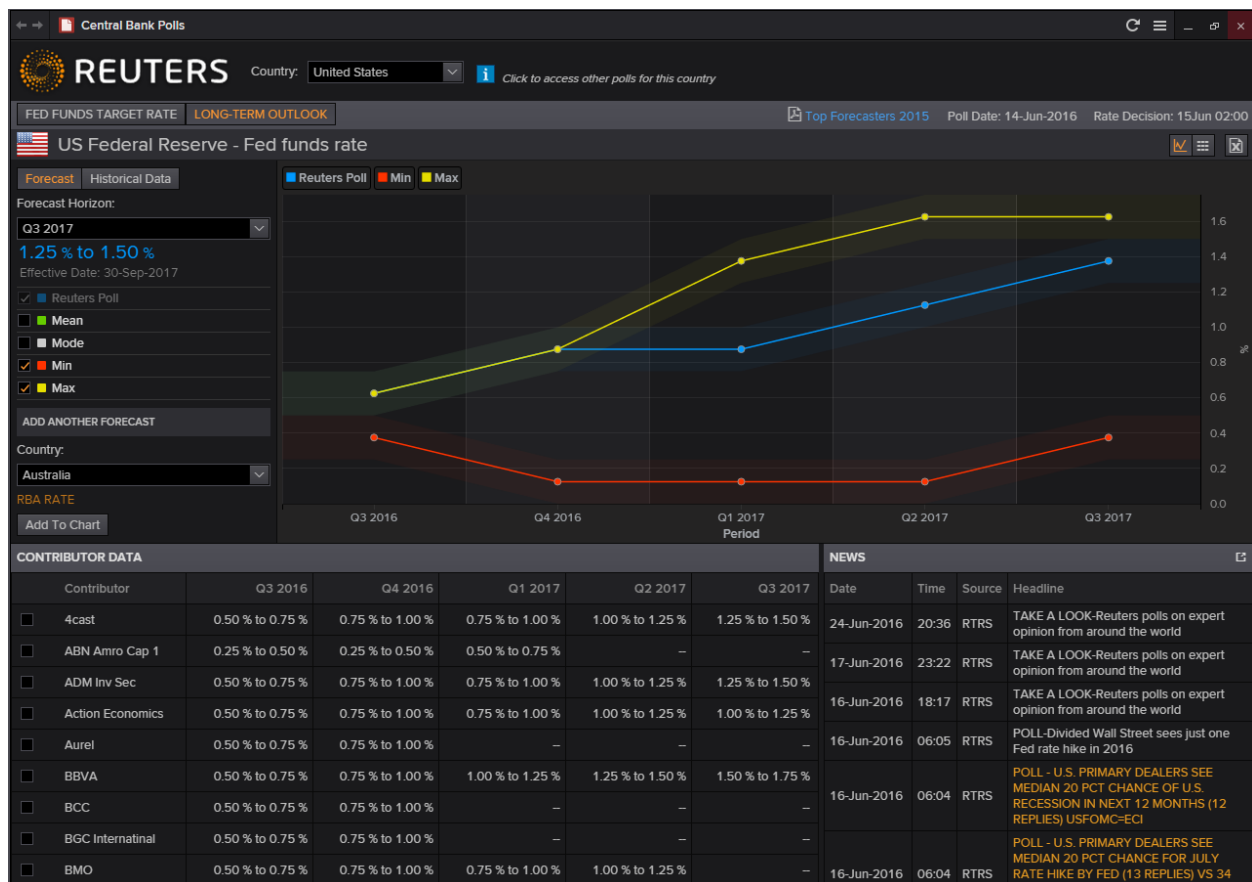 Central Bank Polls
REUTERS Country: United States i Click to access other polls for this country
FED FUNDS TARGET RATE LONG-TERM OUTLOOK Top Forecasters 2015 Poll Date: 14-Jun-2016 Rate Decision: 15Jun 02:00
US Federal Reserve - Fed funds rate
Forecast Historical Data
Forecast Horizon:
Q3 2017
1.25 % to 1.50 %
Effective Date: 30-Sep-2017
Reuters Poll
Mean
Mode
Min
Max
ADD ANOTHER FORECAST
Country:
Australia
RBA RATE
Add To Chart
Reuters Poll Min Max
1.6
1.4
1.2
1.0
%
0.8
0.6
0.4
0.2
0.0
Q3 2016 Q4 2016 Q1 2017 Q2 2017 Q3 2017
Period
CONTRIBUTOR DATA
Contributor Q3 2016 Q4 2016 Q1 2017 Q2 2017 Q3 2017
4cast 0.50 % to 0.75 % 0.75 % to 1.00 % 0.75 % to 1.00 % 1.00 % to 1.25 % 1.25 % to 1.50 %
ABN Amro Cap 1 0.25 % to 0.50 % 0.25 % to 0.50 % 0.50 % to 0.75 % – –
ADM Inv Sec 0.50 % to 0.75 % 0.75 % to 1.00 % 0.75 % to 1.00 % 1.00 % to 1.25 % 1.25 % to 1.50 %
Action Economics 0.50 % to 0.75 % 0.75 % to 1.00 % 0.75 % to 1.00 % 1.00 % to 1.25 % 1.00 % to 1.25 %
Aurel 0.50 % to 0.75 % 0.75 % to 1.00 % – – –
BBVA 0.50 % to 0.75 % 0.75 % to 1.00 % 1.00 % to 1.25 % 1.25 % to 1.50 % 1.50 % to 1.75 %
BCC 0.50 % to 0.75 % 0.75 % to 1.00 % – – –
BGC Internatinal 0.50 % to 0.75 % 0.75 % to 1.00 % – – –
BMO 0.50 % to 0.75 % 0.75 % to 1.00 % 0.75 % to 1.00 % 1.00 % to 1.25 % –
NEWS
Date Time Source Headline
24-Jun-2016 20:36 RTRS TAKE A LOOK-Reuters polls on expert
opinion from around the world
17-Jun-2016 23:22 RTRS TAKE A LOOK-Reuters polls on expert
opinion from around the world
16-Jun-2016 18:17 RTRS TAKE A LOOK-Reuters polls on expert
opinion from around the world
16-Jun-2016 06:05 RTRS POLL-Divided Wall Street sees just one
Fed rate hike in 2016
POLL - U.S. PRIMARY DEALERS SEE
MEDIAN 20 PCT CHANCE OF U.S.
16-Jun-2016 06:04 RTRS RECESSION IN NEXT 12 MONTHS (12
REPLIES) USFOMC=ECI
POLL - U.S. PRIMARY DEALERS SEE
MEDIAN 20 PCT CHANCE FOR JULY
16-Jun-2016 06:04 RTRS RATE HIKE BY FED (13 REPLIES) VS 34